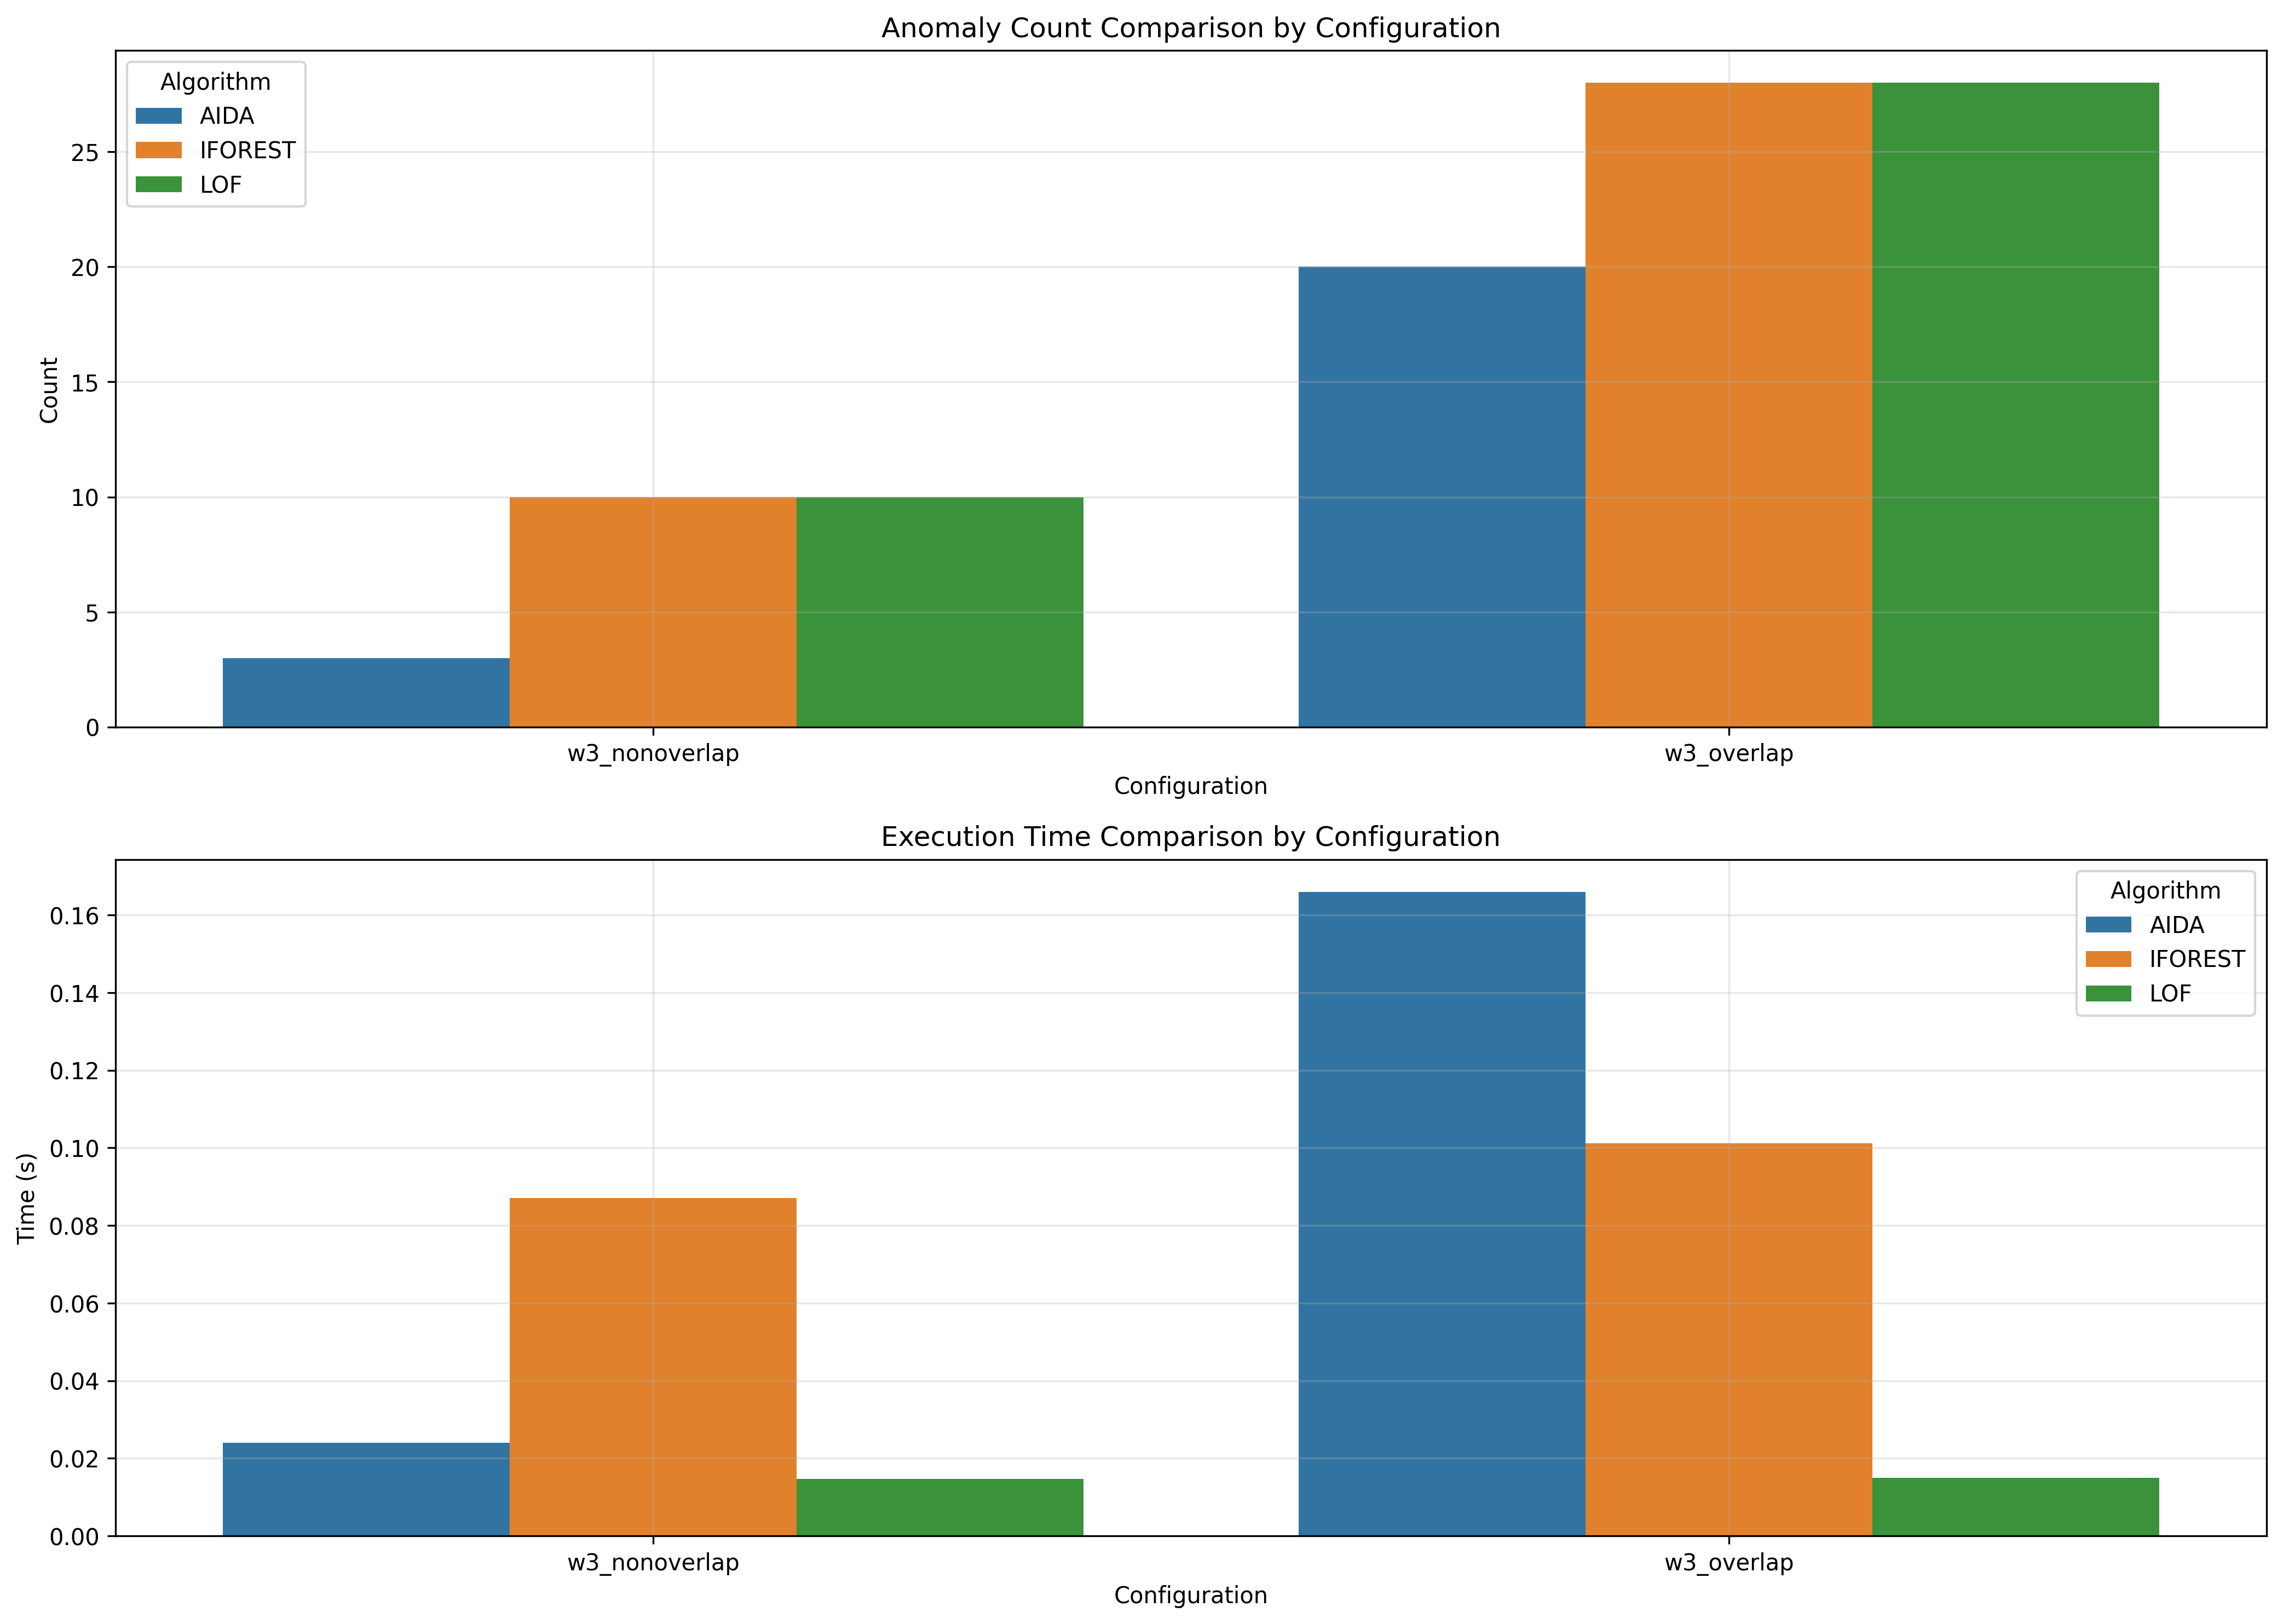 Anomaly Count Comparison by Configuration
Algorithm
AIDA
IFOREST
LOF
Count
25
20
15
10
5
0
w3_nonoverlap
w3_overlap
Configuration
Execution Time Comparison by Configuration
Algorithm
AIDA
IFOREST
LOF
Time (s)
0.16
0.14
0.12
0.10
0.08
0.06
0.04
0.02
0.00
w3_nonoverlap
w3_overlap
Configuration